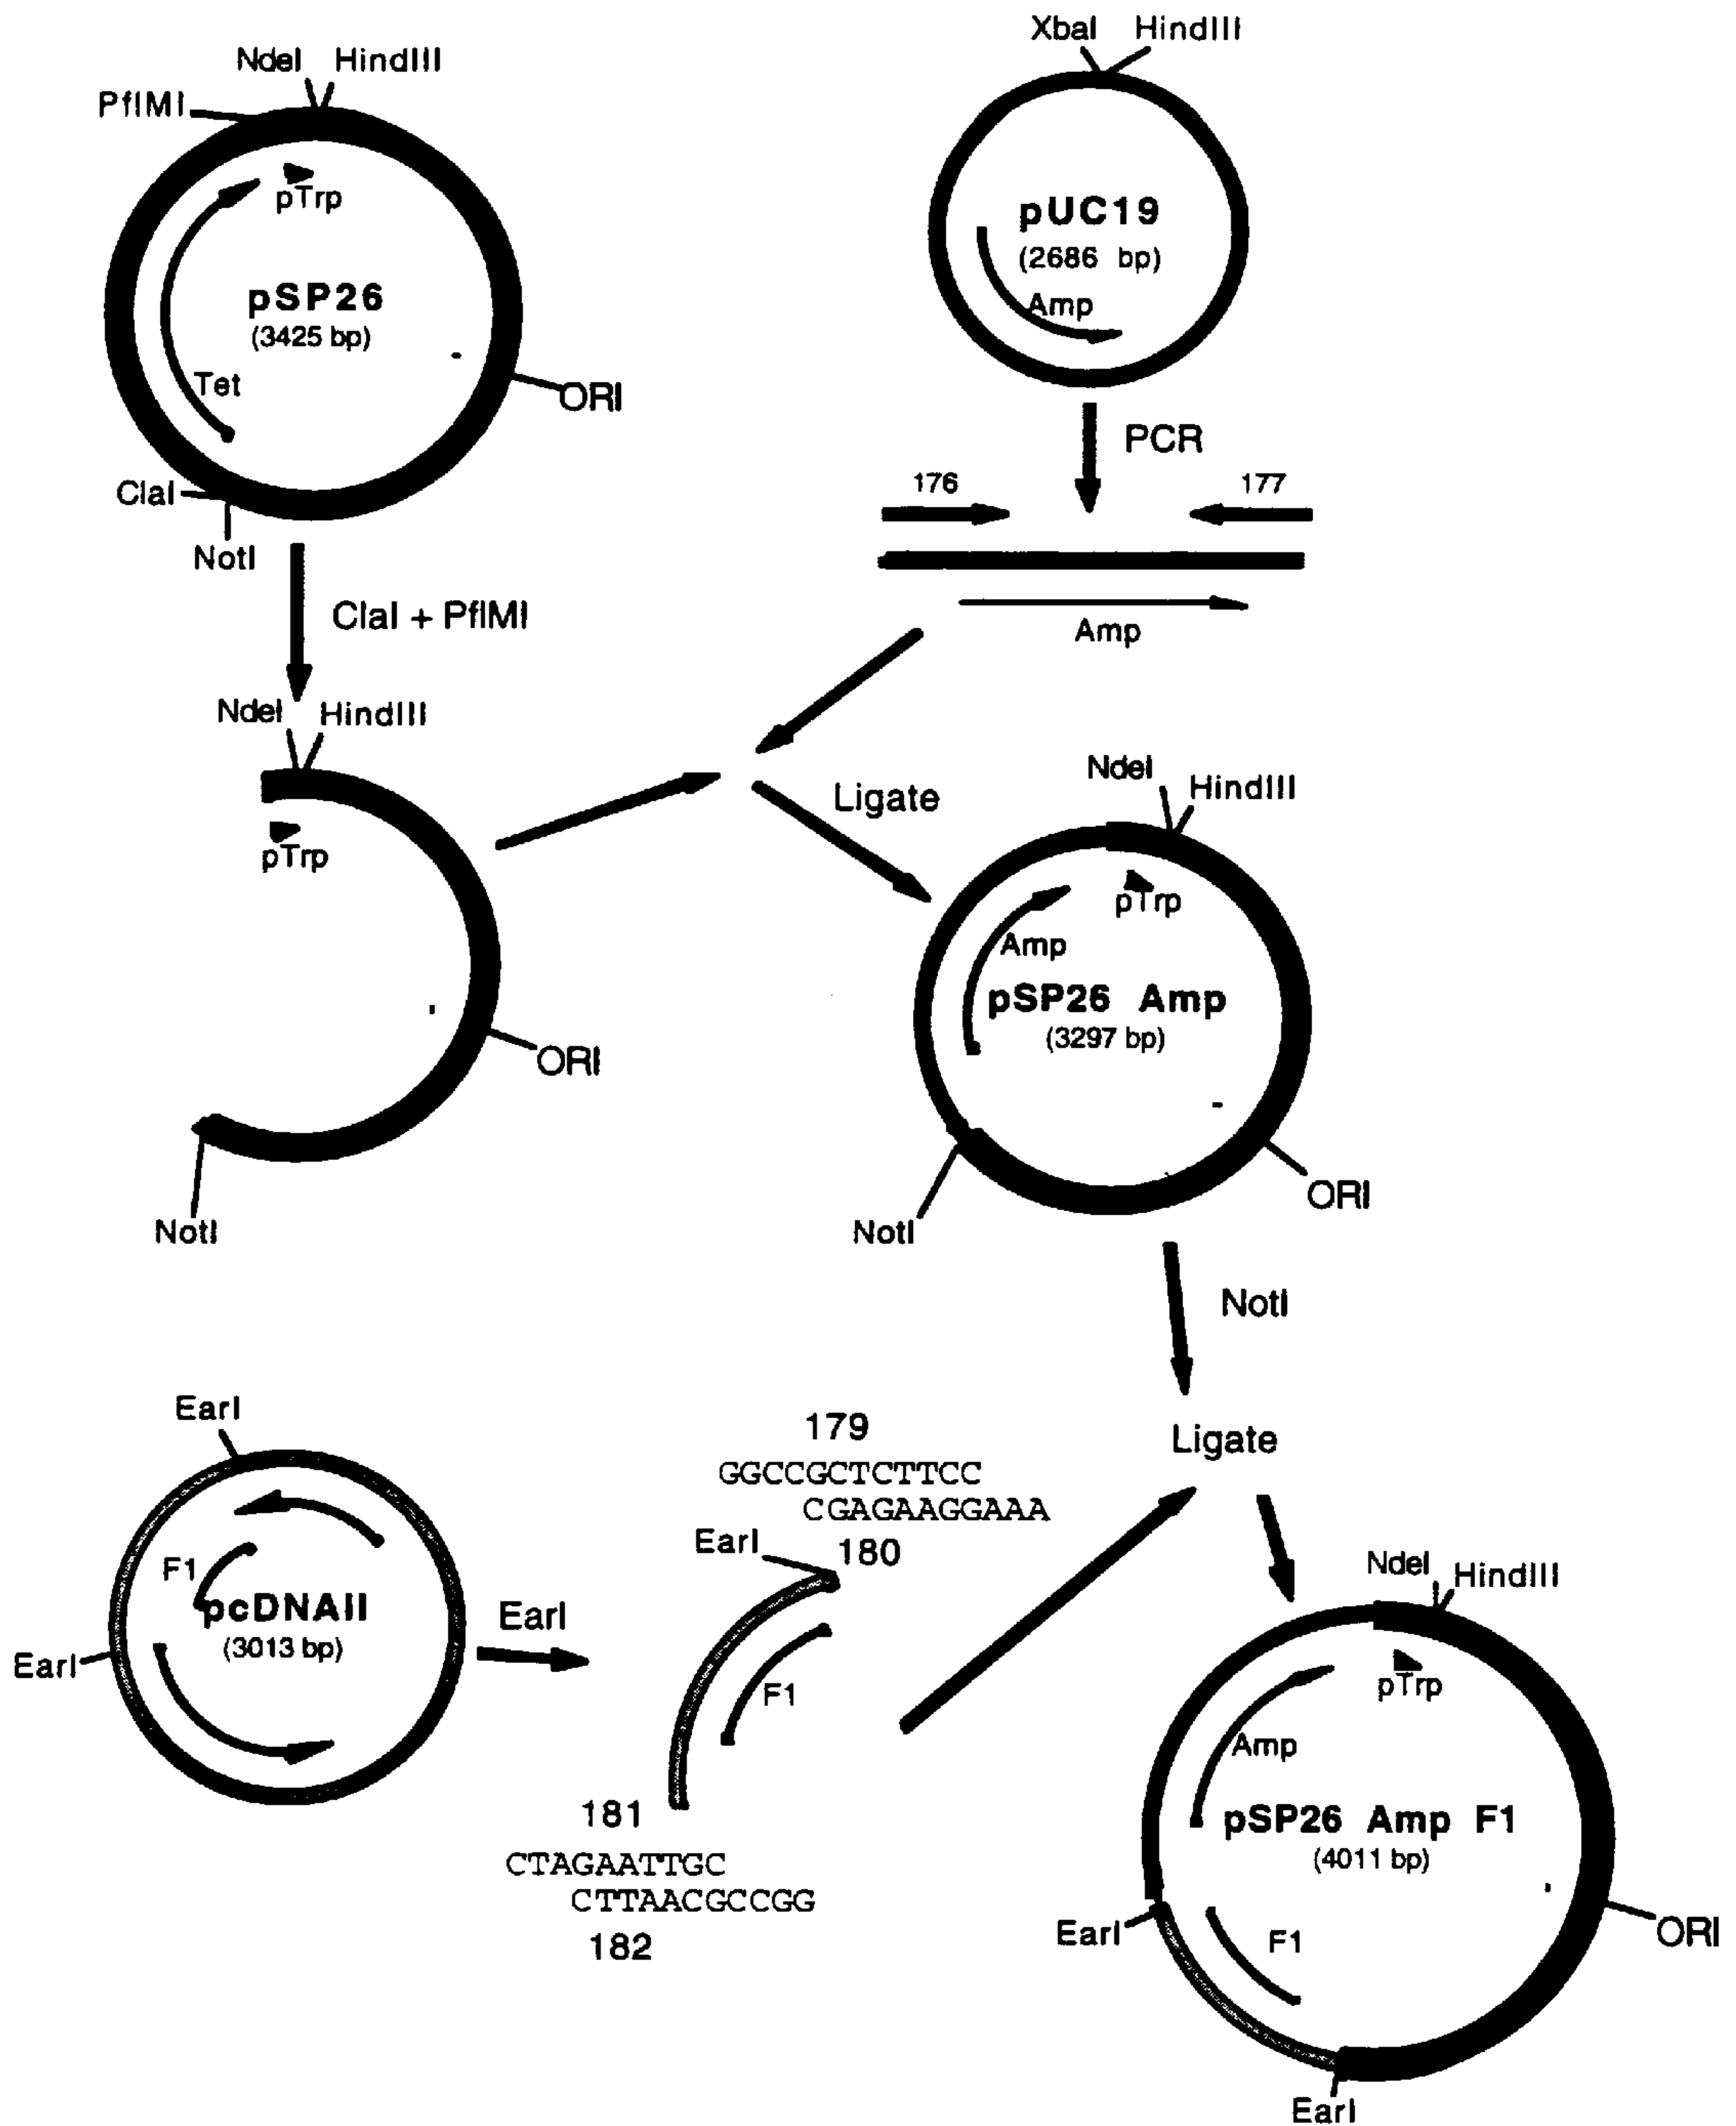 XbaI HindIII
NdeI HindIII
PflMI
pTrp
pUC19
(2686 bp)
Amp
pSP26
(3425 bp)
Tet
ORI
PCR
176 177
ClaI
NotI
ClaI + PflMI
Amp
NdeI HindIII
NdeI
HindIII
Ligate
pTrp
pTrp
Amp
pSP26 Amp
(3297 bp)
ORI
ORI
NotI
NotI
NotI
EarI
179
Ligate
GGCCGCTCTTCC
CGAGAAGGAAA
EarI
180
F1
NdeI HindIII
pcDNAII
(3013 bp)
EarI
EarI
pTrp
F1
Amp
181
pSP26 Amp F1
(4011 bp)
CTAGAATTGC
CTTAACGCCGG
EarI
F1
ORI
182
EarI